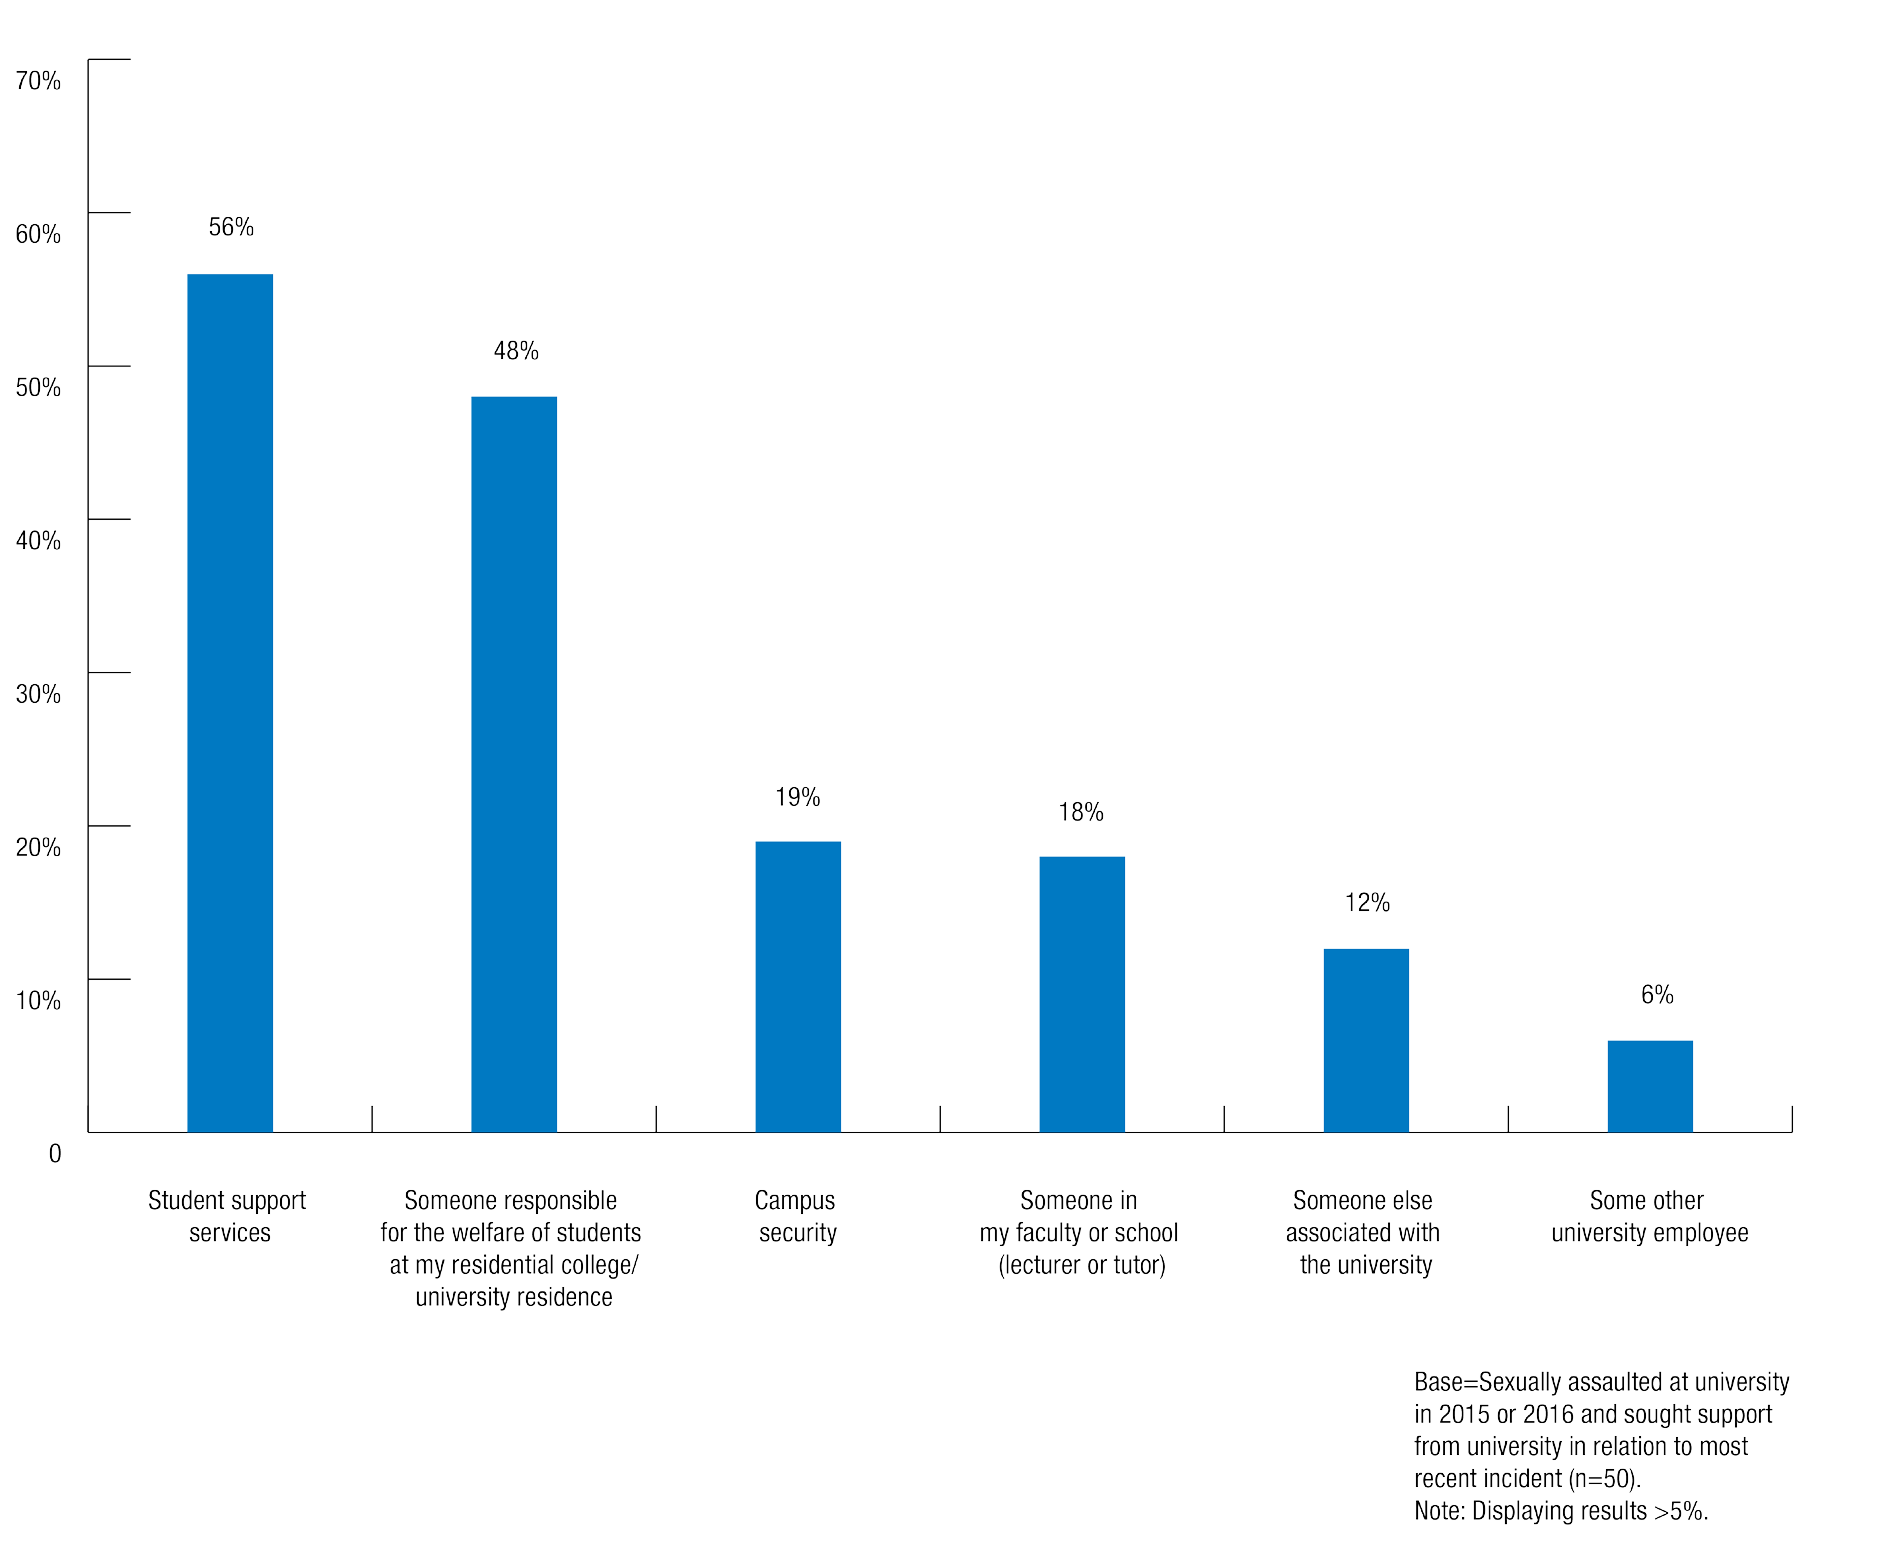 70%
60%
50%
40%
30%
20%
10%
0
56%
48%
19%
18%
12%
6%
Student support
services
Someone responsible
for the welfare of students
at my residential college/
university residence
Campus
security
Someone in
my faculty or school
(lecturer or tutor)
Someone else
associated with
the university
Some other
university employee
Base=Sexually assaulted at university
in 2015 or 2016 and sought support
from university in relation to most
recent incident (n=50).
Note: Displaying results >5%.